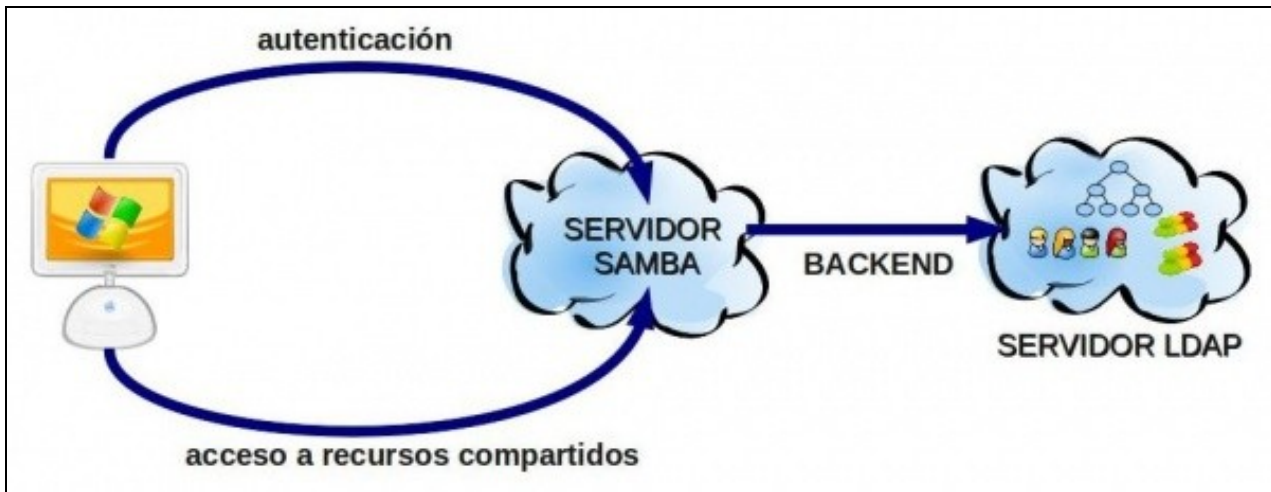 autenticación
SERVIDOR
SAMBA
BACKEND
SERVIDOR LDAP
acceso a recursos compartidos